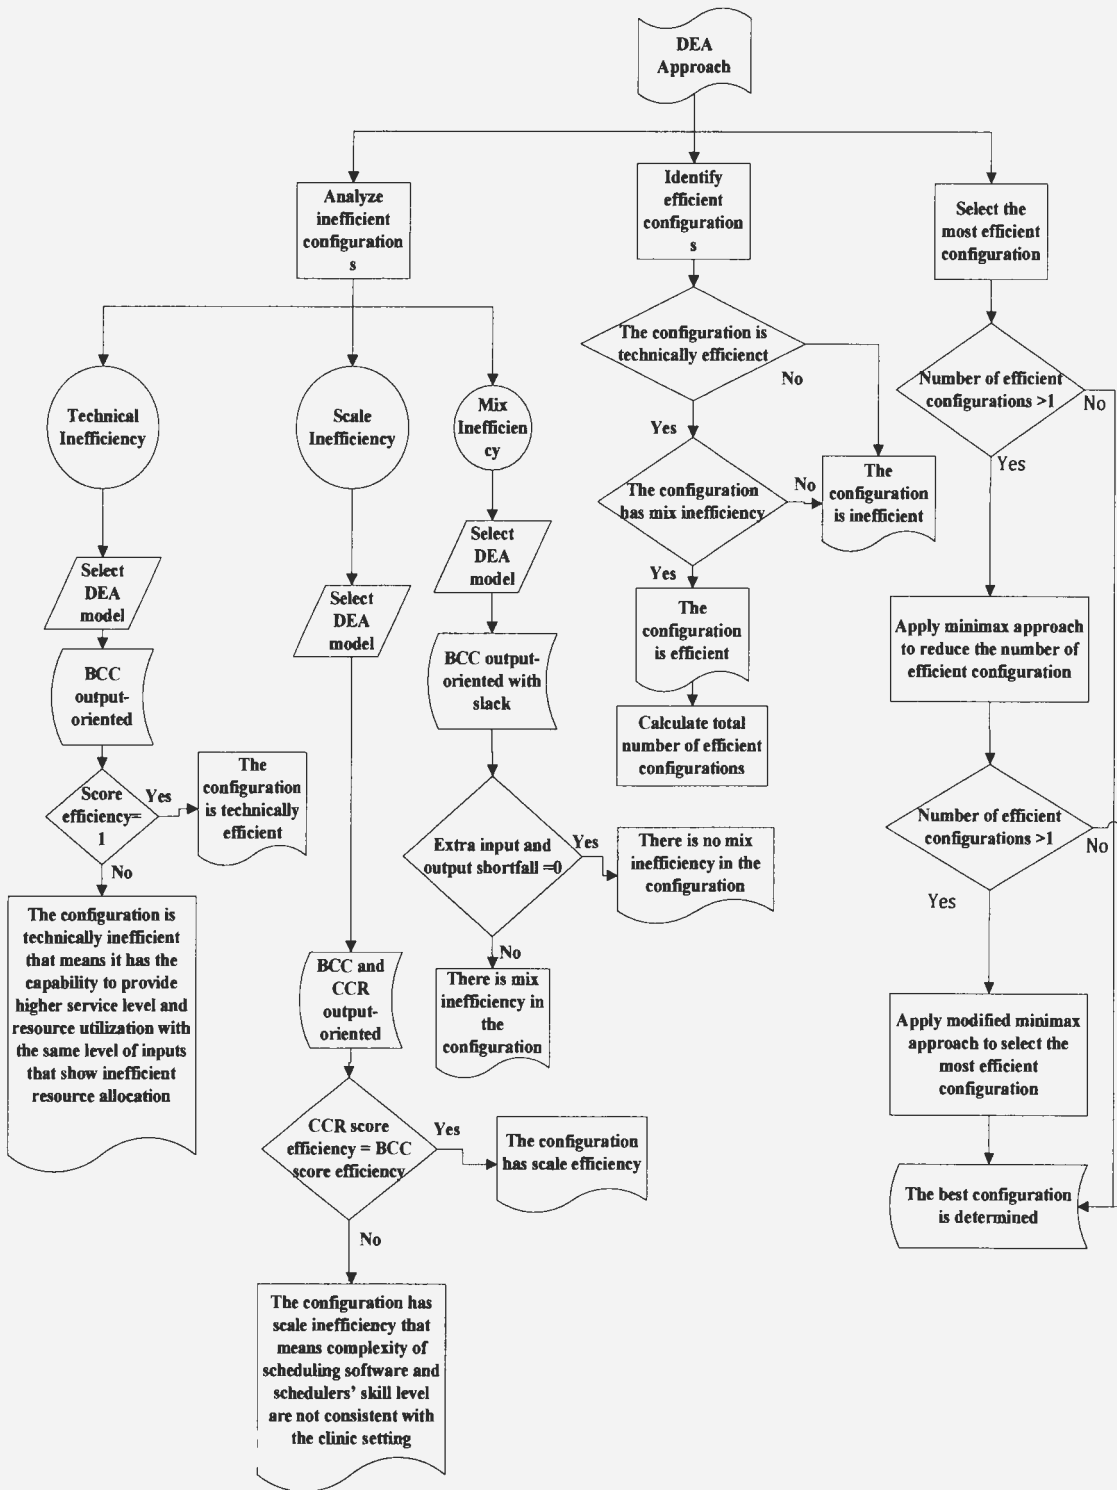 DEA
Approach
Analyze
inefficient
configuration
s
Identify
efficient
configuration
s
Select the
most efficient
configuration
The configuration is
technically efficienct
No
Yes
Number of efficient
configurations >1
No
Yes
Technical
Inefficiency
Scale
Inefficiency
Mix
Inefficien
cy
The configuration
has mix inefficiency
No
Yes
The
configuration
is inefficient
Select
DEA
model
Select
DEA
model
Select
DEA
model
The
configuration
is efficient
Apply minimax approach
to reduce the number of
efficient configuration
BCC
output-
oriented
BCC output-
oriented with
slack
Calculate total
number of efficient
configurations
Score
efficiency=
1
Yes
No
The
configuration
is technically
efficient
Extra input and
output shortfall =0
Yes
No
There is no mix
inefficiency in the
configuration
Number of efficient
configurations >1
No
Yes
The configuration is
technically inefficient
that means it has the
capability to provide
higher service level and
resource utilization with
the same level of inputs
that show inefficient
resource allocation
BCC and
CCR
output-
oriented
There is mix
inefficiency in
the
configuration
Apply modified minimax
approach to select the
most efficient
configuration
CCR score
efficiency = BCC
score efficiency
Yes
No
The configuration
has scale efficiency
The best configuration
is determined
The configuration has
scale inefficiency that
means complexity of
scheduling software and
schedulers’ skill level
are not consistent with
the clinic setting